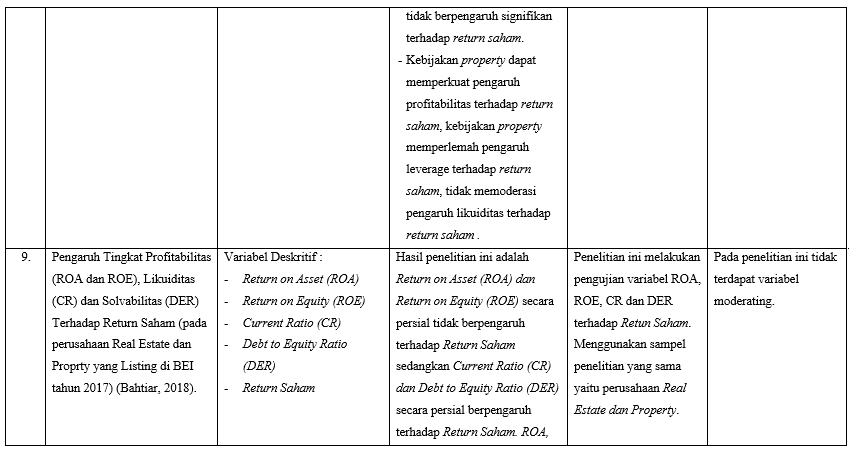 tidak berpengaruh signifikan
terhadap return saham.
- Kebijakan property dapat
memperkuat pengaruh
profitabilitas terhadap return
saham, kebijakan property
memperlemah pengaruh
leverage terhadap return
saham, tidak memoderasi
pengaruh likuiditas terhadap
return saham .
9.
Pengaruh Tingkat Profitabilitas
(ROA dan ROE), Likuiditas
(CR) dan Solvabilitas (DER)
Terhadap Return Saham (pada
perusahaan Real Estate dan
Proprty yang Listing di BEI
tahun 2017) (Bahtiar, 2018).
Variabel Deskritif :
- Return on Asset (ROA)
- Return on Equity (ROE)
- Current Ratio (CR)
- Debt to Equity Ratio
(DER)
- Return Saham
Hasil penelitian ini adalah
Return on Asset (ROA) dan
Return on Equity (ROE) secara
persial tidak berpengaruh
terhadap Return Saham
sedangkan Current Ratio (CR)
dan Debt to Equity Ratio (DER)
secara persial berpengaruh
terhadap Return Saham. ROA,
Penelitian ini melakukan
pengujian variabel ROA,
ROE, CR dan DER
terhadap Retun Saham.
Menggunakan sampel
penelitian yang sama
yaitu perusahaan Real
Estate dan Property.
Pada penelitian ini tidak
terdapat variabel
moderating.